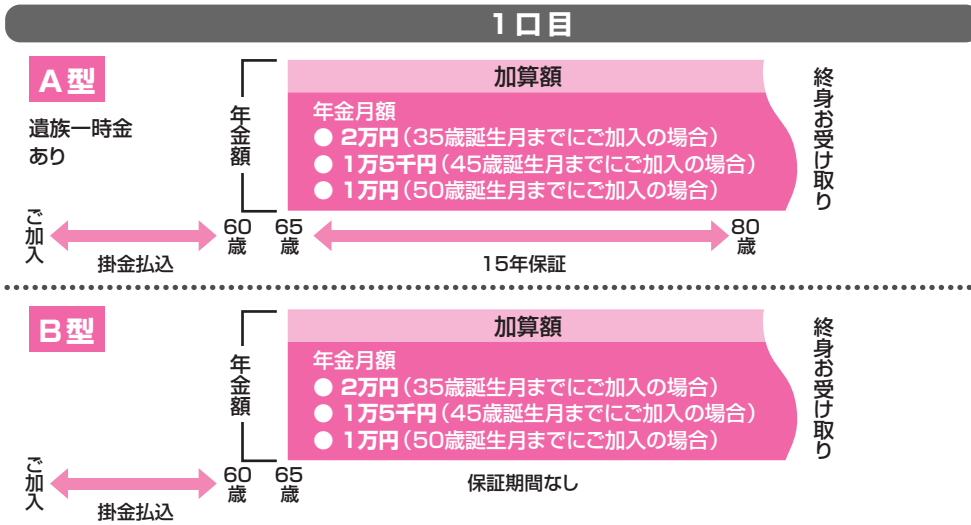 1口目
A型
遺族一時金
あり
年金額
加算額
年金月額
● 2万円（35歳誕生月までにご加入の場合）
● 1万5千円（45歳誕生月までにご加入の場合）
● 1万円（50歳誕生月までにご加入の場合）
終身お受け取り
ご加入
掛金払込
60歳
65歳
15年保証
80歳
B型
年金額
加算額
年金月額
● 2万円（35歳誕生月までにご加入の場合）
● 1万5千円（45歳誕生月までにご加入の場合）
● 1万円（50歳誕生月までにご加入の場合）
終身お受け取り
ご加入
掛金払込
60歳
65歳
保証期間なし